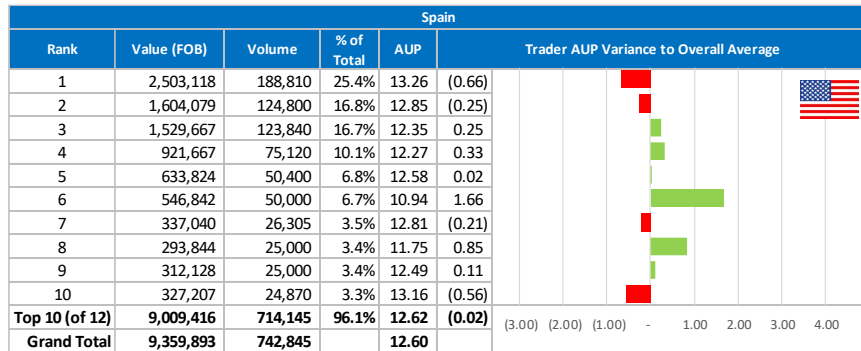 Spain
Rank Value (FOB) Volume % of Total AUP Trader AUP Variance to Overall Average
1 2,503,118 188,810 25.4% 13.26 (0.66)
2 1,604,079 124,800 16.8% 12.85 (0.25)
3 1,529,667 123,840 16.7% 12.35 0.25
4 921,667 75,120 10.1% 12.27 0.33
5 633,824 50,400 6.8% 12.58 0.02
6 546,842 50,000 6.7% 10.94 1.66
7 337,040 26,305 3.5% 12.81 (0.21)
8 293,844 25,000 3.4% 11.75 0.85
9 312,128 25,000 3.4% 12.49 0.11
10 327,207 24,870 3.3% 13.16 (0.56)
Top 10 (of 12) 9,009,416 714,145 96.1% 12.62 (0.02) (3.00) (2.00) (1.00) - 1.00 2.00 3.00 4.00
Grand Total 9,359,893 742,845 12.60